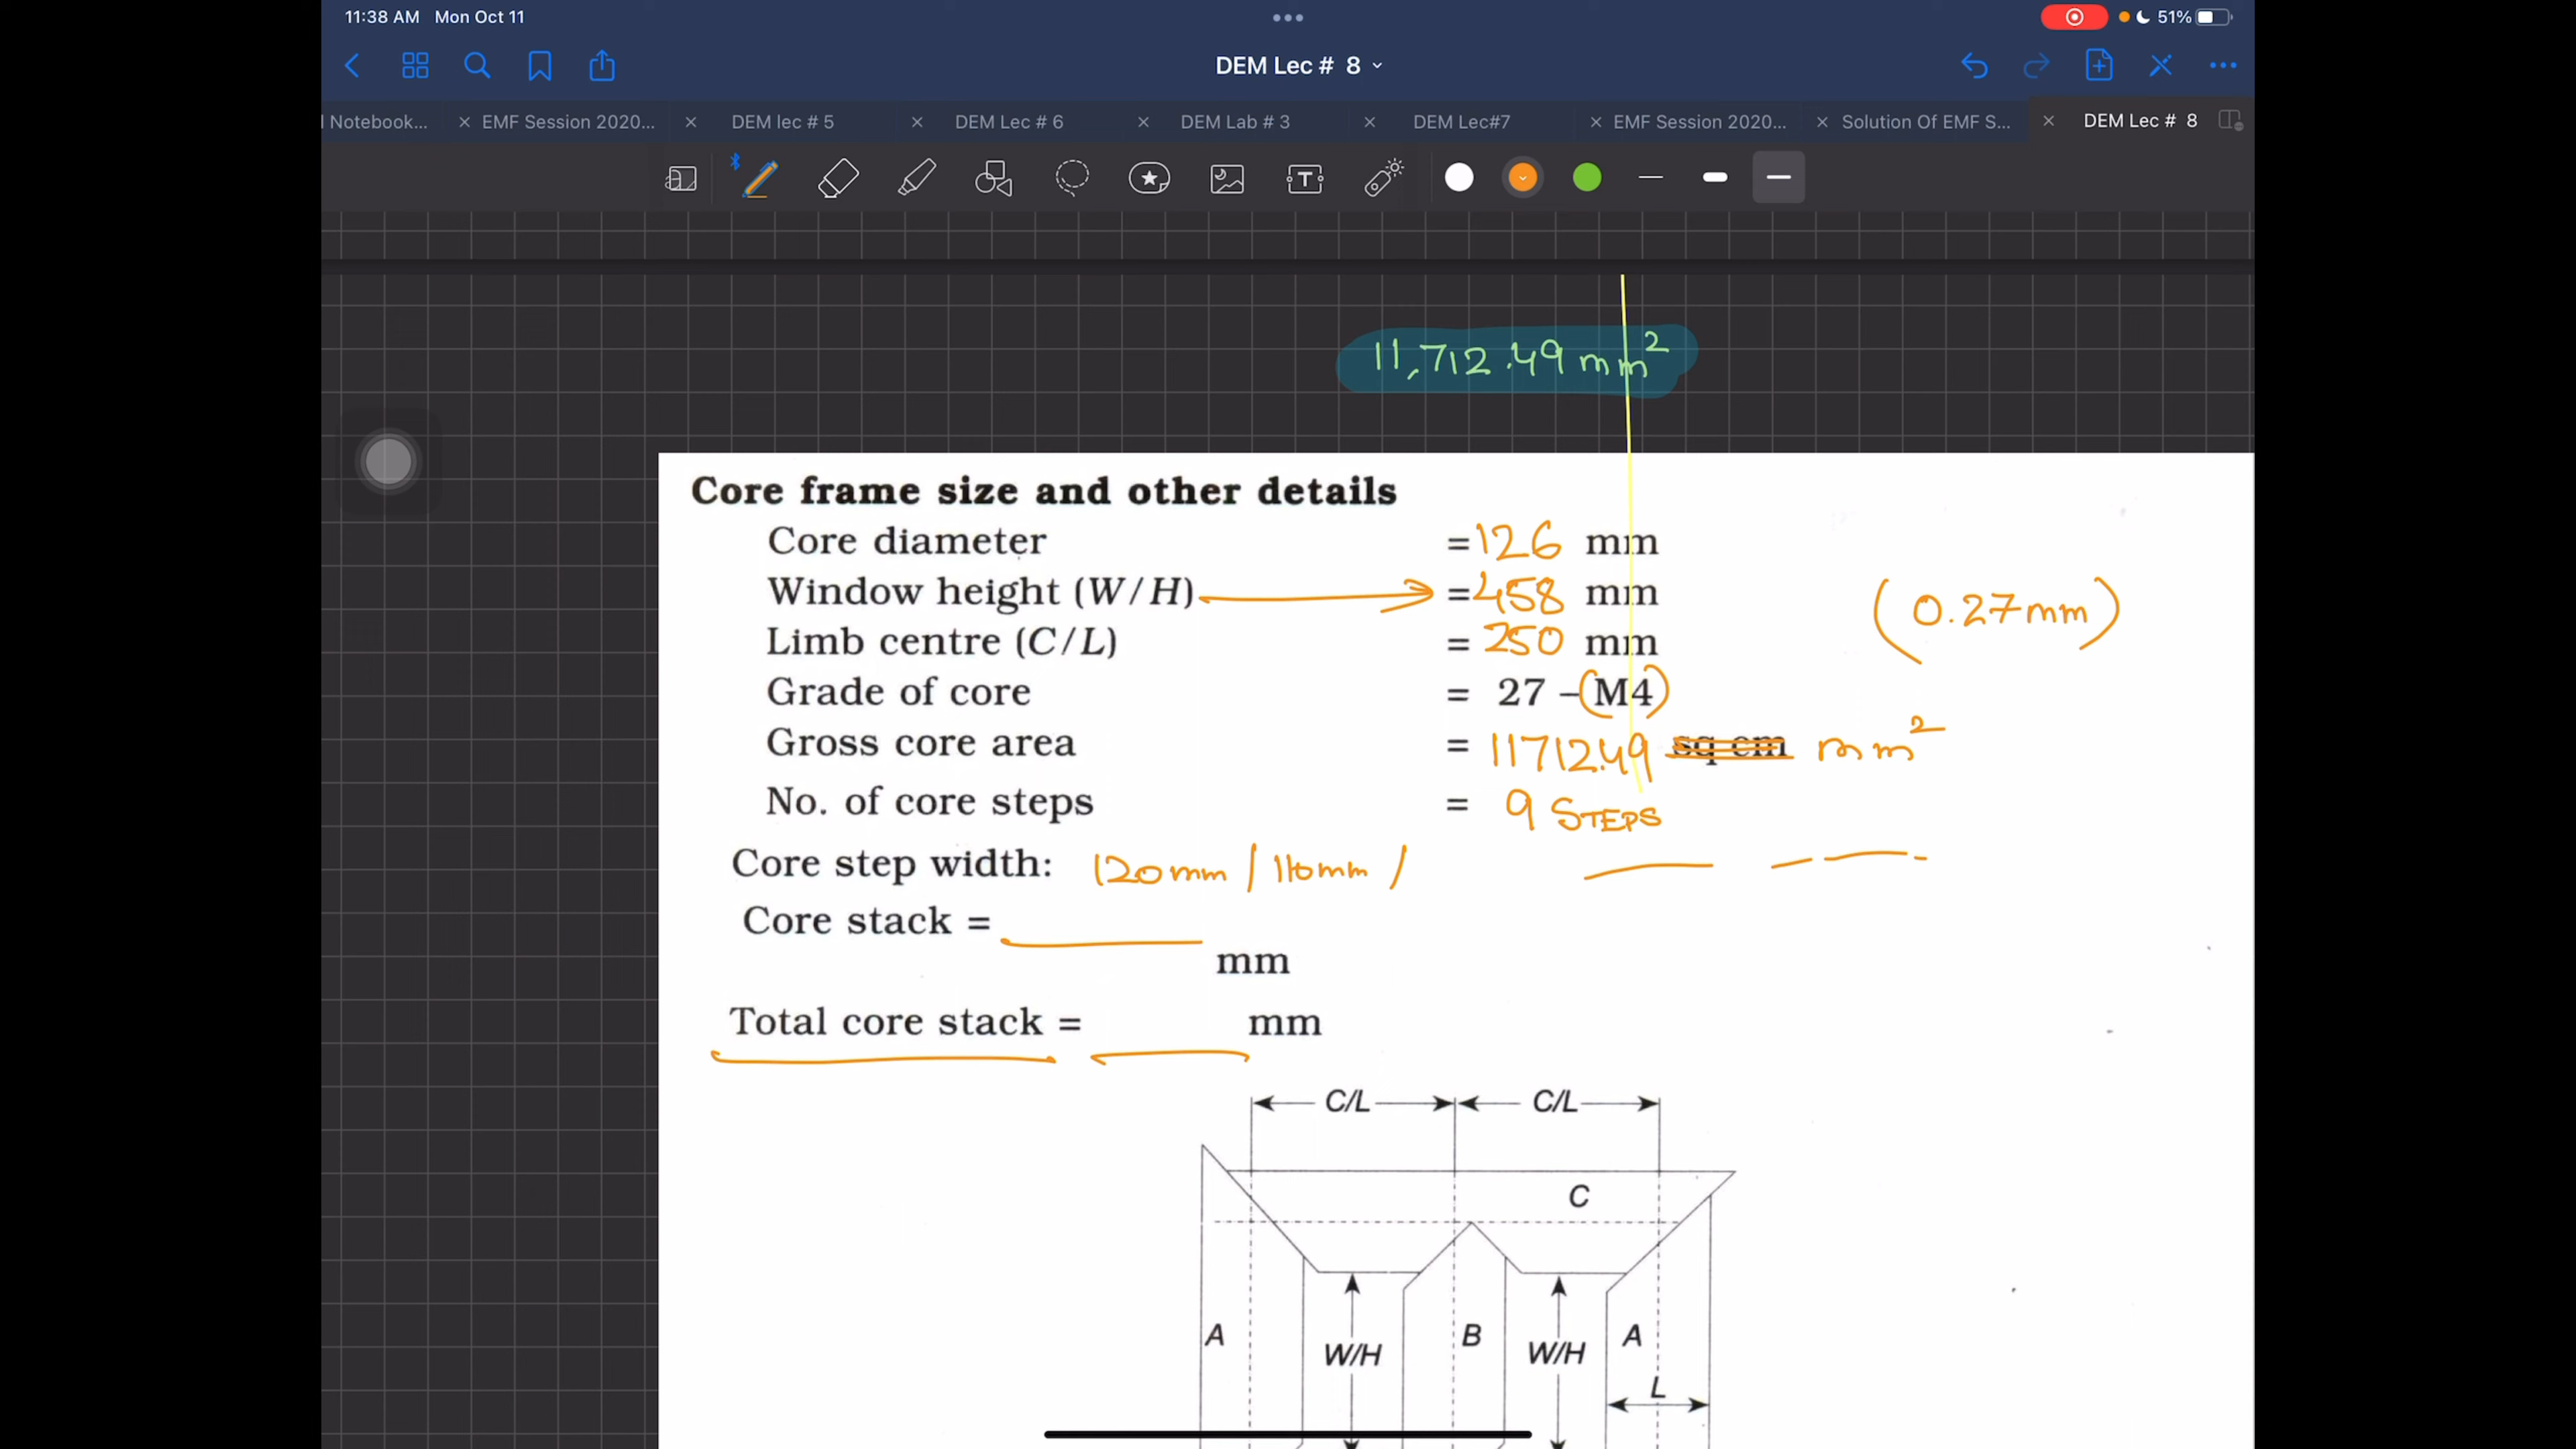 11:38 AM Mon Oct 11
51%
DEM Lec # 8
l Notebook... EMF Session 2020... DEM lec # 5 DEM Lec # 6 DEM Lab # 3 DEM Lec#7 EMF Session 2020... Solution Of EMF S... DEM Lec # 8
11,712.49 mm²
Core frame size and other details
Core diameter = 126 mm
Window height (W/H) = 458 mm
(0.27mm)
Limb centre (C/L) = 250 mm
Grade of core = 27 – (M4)
Gross core area = 11712.49 sq cm mm²
No. of core steps = 9 STEPS
Core step width: 120mm / 110mm /
Core stack =
mm
Total core stack = mm
C/L C/L
C
A W/H B W/H A
L